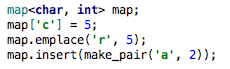 map<char, int> map;
map['c'] = 5;
map.emplace('r', 5);
map.insert(make_pair('a', 2));